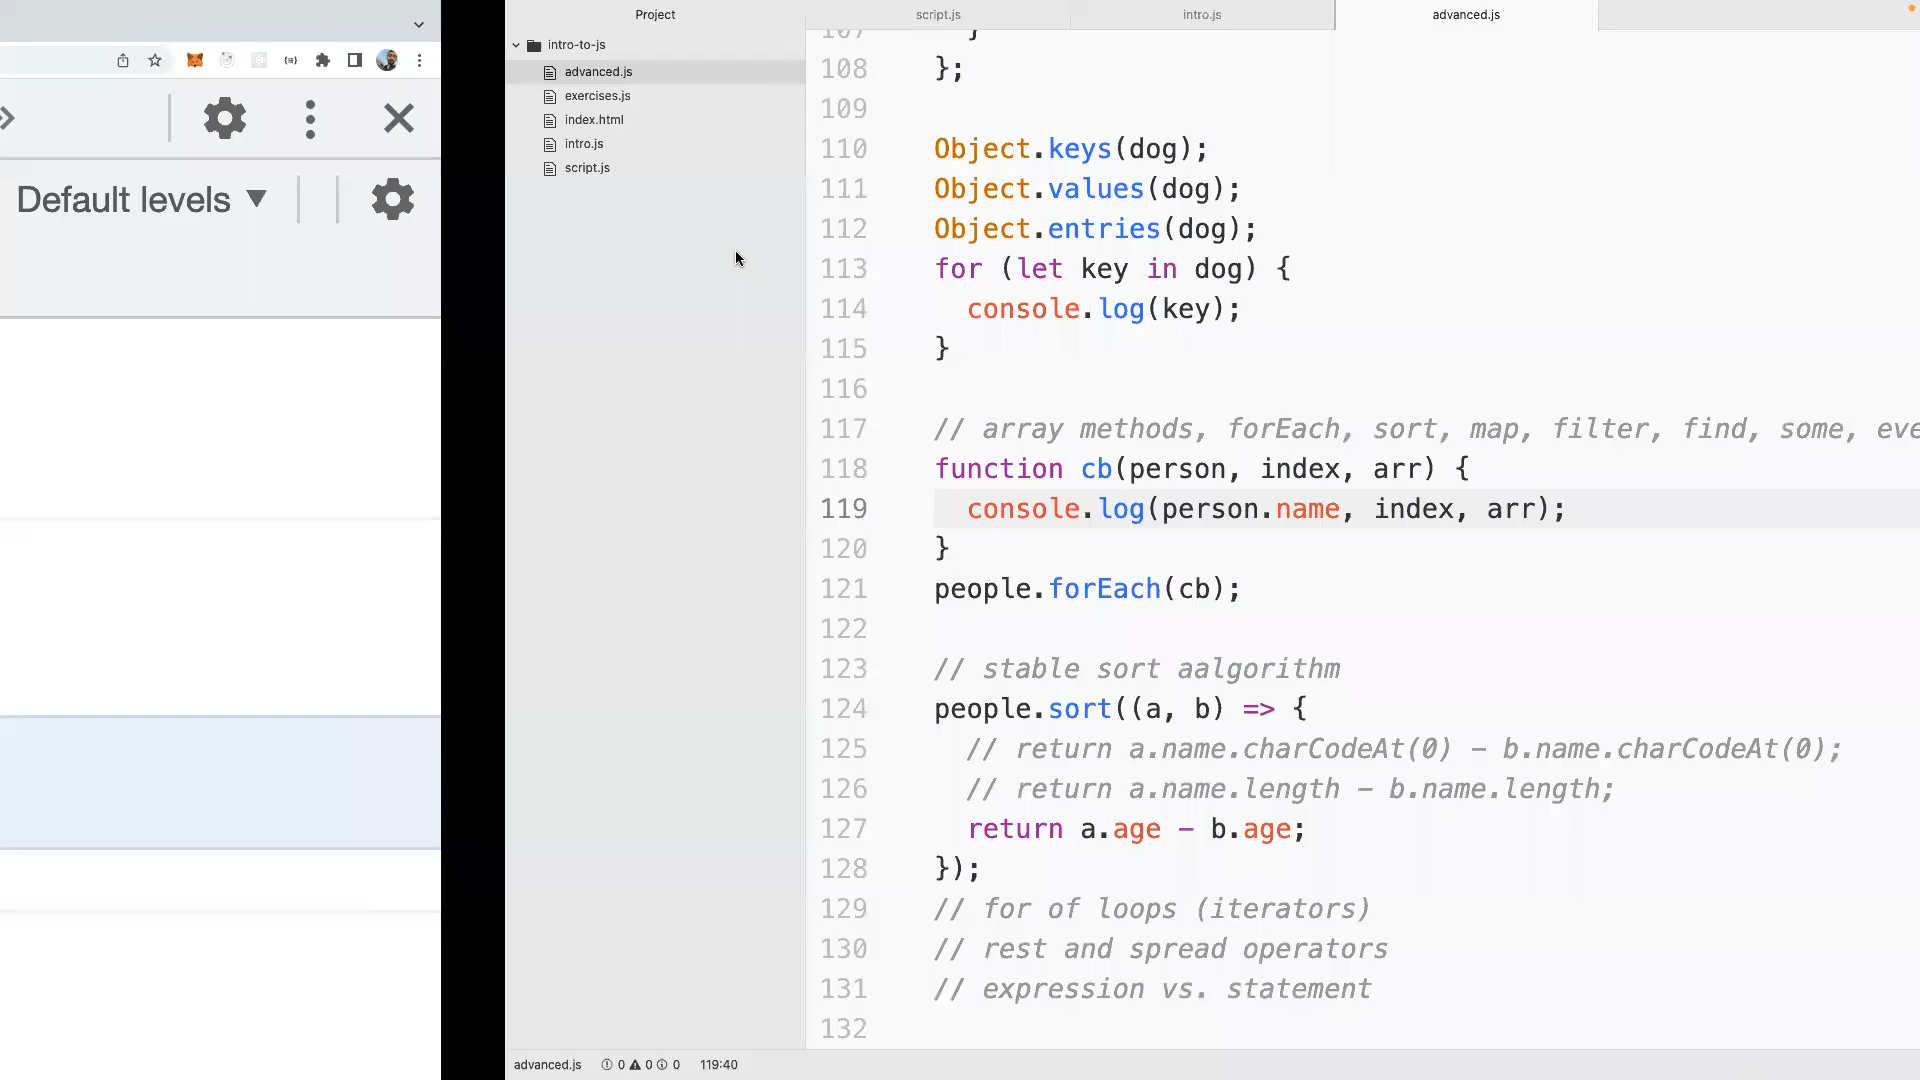 Default levels ▼
Project
intro-to-js
advanced.js
exercises.js
index.html
intro.js
script.js
script.js
intro.js
advanced.js
107 }
108 };
109
110 Object.keys(dog);
111 Object.values(dog);
112 Object.entries(dog);
113 for (let key in dog) {
114 console.log(key);
115 }
116
117 // array methods, forEach, sort, map, filter, find, some, eve
118 function cb(person, index, arr) {
119 console.log(person.name, index, arr);
120 }
121 people.forEach(cb);
122
123 // stable sort aalgorithm
124 people.sort((a, b) => {
125 // return a.name.charCodeAt(0) - b.name.charCodeAt(0);
126 // return a.name.length - b.name.length;
127 return a.age - b.age;
128 });
129 // for of loops (iterators)
130 // rest and spread operators
131 // expression vs. statement
132
advanced.js 0 0 0 119:40